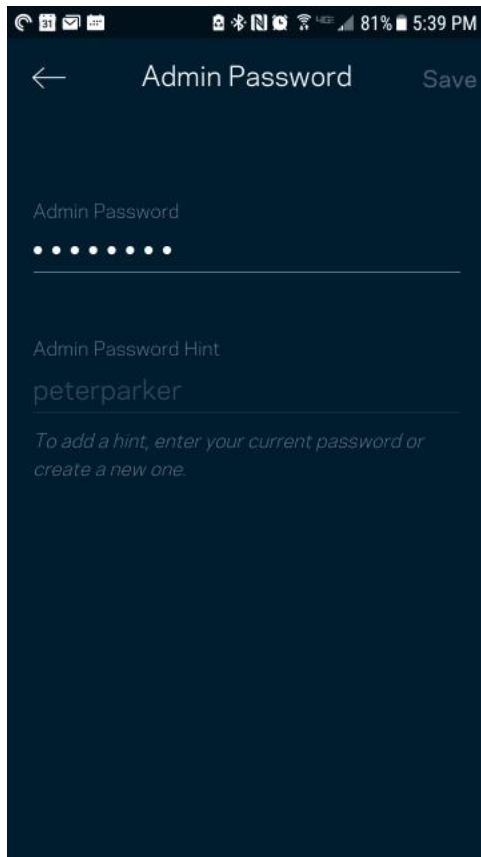 31 81% 5:39 PM
Admin Password Save
Admin Password
••••••••
Admin Password Hint
peterparker
To add a hint, enter your current password or
create a new one.